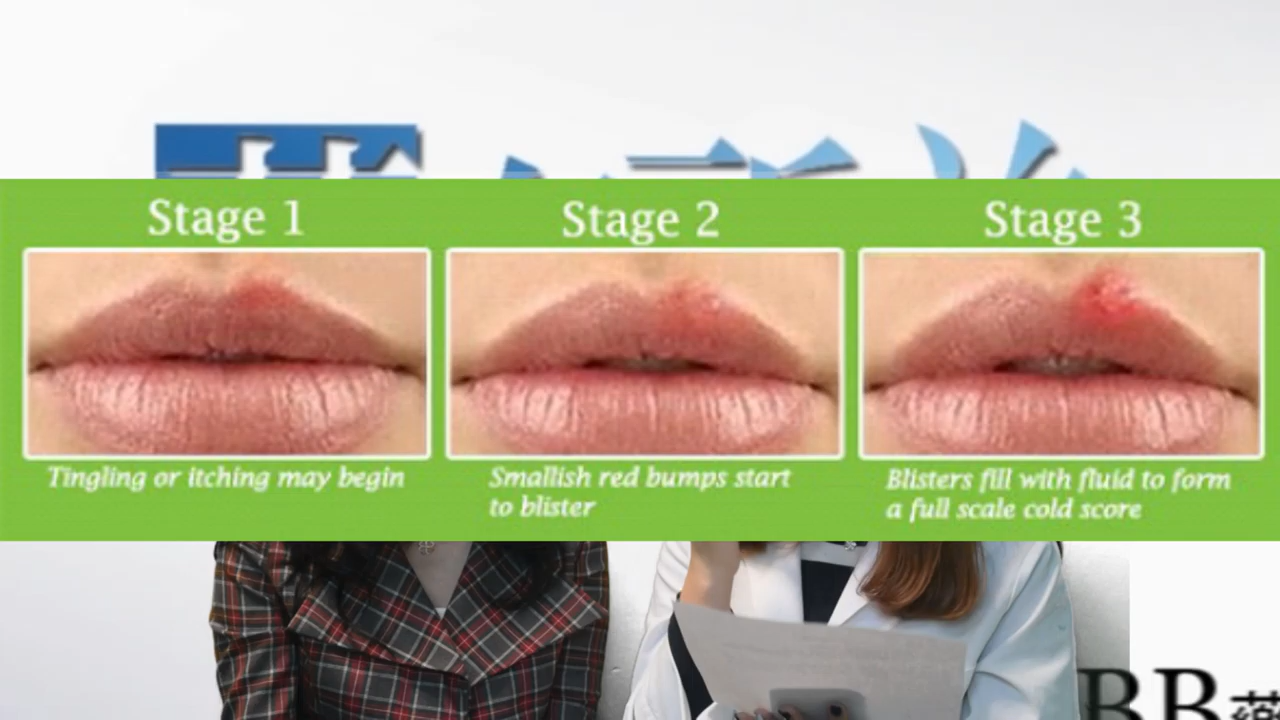 Stage 1
Stage 2
Stage 3
Tingling or itching may begin
Smallish red bumps start
to blister
Blisters fill with fluid to form
a full scale cold score
BB